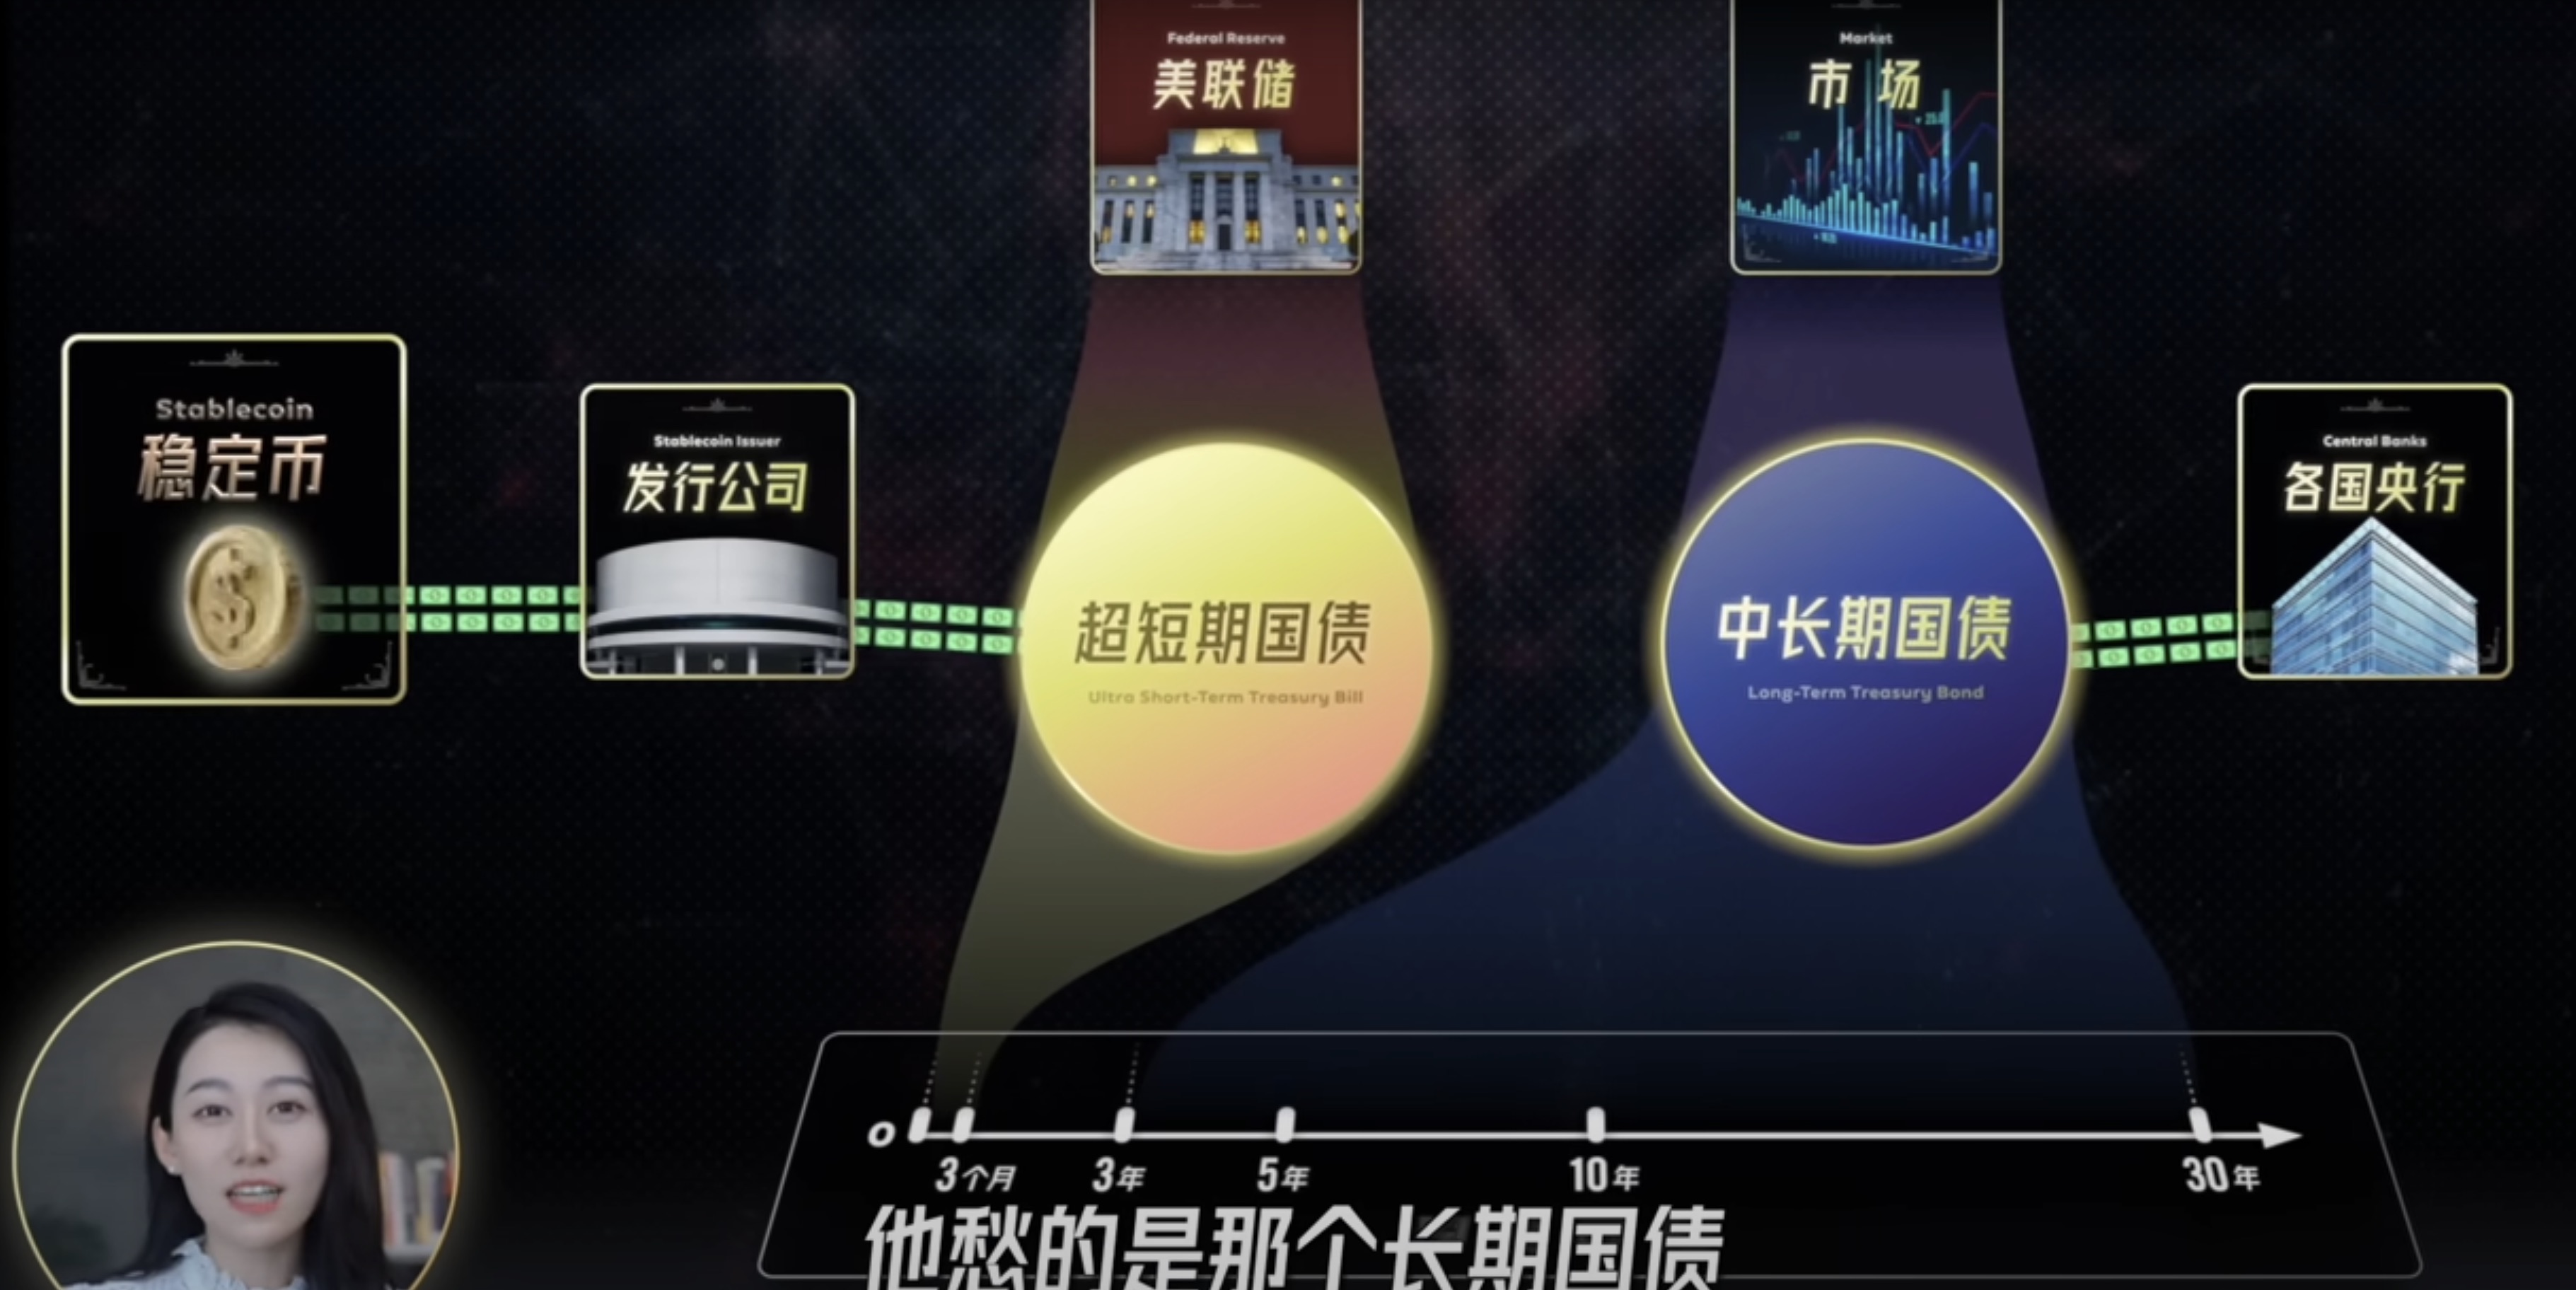 Federal Reserve
美联储
Market
市场
Stablecoin
稳定币
Stablecoin Issuer
发行公司
超短期国债
Ultra Short-Term Treasury Bill
中长期国债
Long-Term Treasury Bond
Central Banks
各国央行
0
3个月
3年
5年
10年
30年
他愁的是那个长期国债